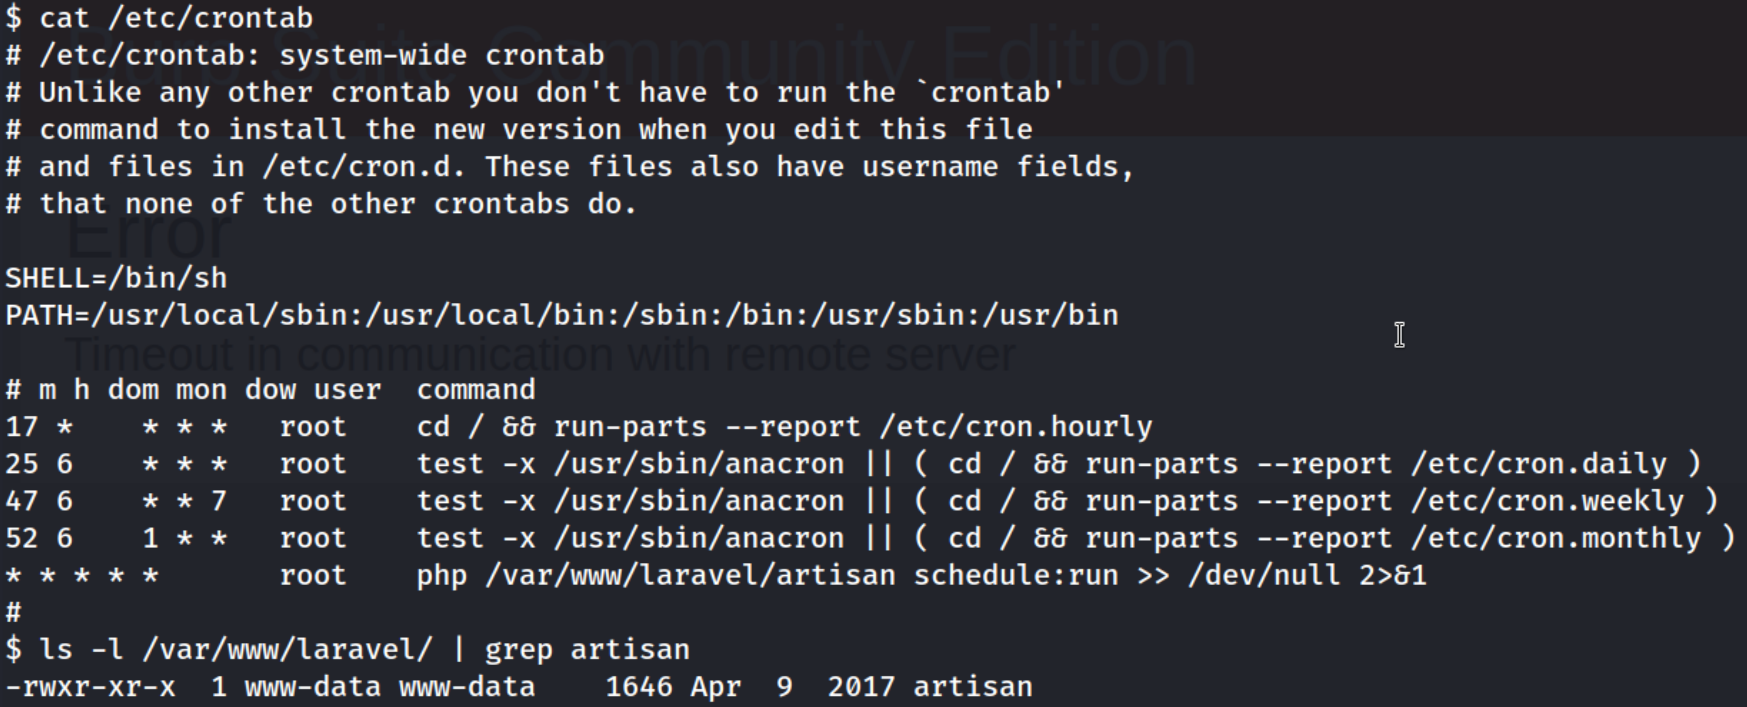 $ cat /etc/crontab
# /etc/crontab: system-wide crontab
# Unlike any other crontab you don't have to run the `crontab'
# command to install the new version when you edit this file
# and files in /etc/cron.d. These files also have username fields,
# that none of the other crontabs do.
SHELL=/bin/sh
PATH=/usr/local/sbin:/usr/local/bin:/sbin:/bin:/usr/sbin:/usr/bin
# m h dom mon dow user  command
17 *    * * *   root    cd / && run-parts --report /etc/cron.hourly
25 6    * * *   root    test -x /usr/sbin/anacron || ( cd / && run-parts --report /etc/cron.daily )
47 6    * * 7   root    test -x /usr/sbin/anacron || ( cd / && run-parts --report /etc/cron.weekly )
52 6    1 * *   root    test -x /usr/sbin/anacron || ( cd / && run-parts --report /etc/cron.monthly )
* * * * *       root    php /var/www/laravel/artisan schedule:run >> /dev/null 2>&1
#
$ ls -l /var/www/laravel/ | grep artisan
-rwxr-xr-x  1 www-data www-data    1646 Apr  9  2017 artisan
Burp Suite Community Edition
Error
Timeout in communication with remote server